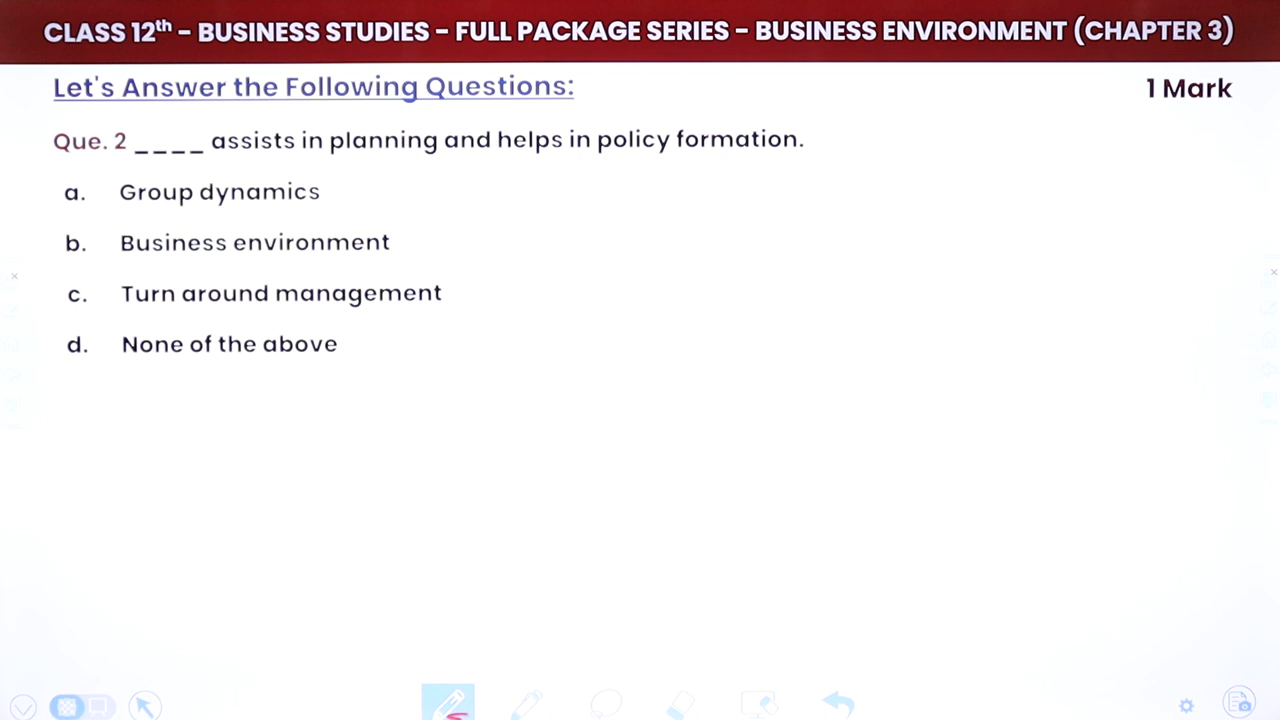 CLASS 12th – BUSINESS STUDIES – FULL PACKAGE SERIES – BUSINESS ENVIRONMENT (CHAPTER 3)
Let's Answer the Following Questions:
1 Mark
Que. 2 ____ assists in planning and helps in policy formation.
a. Group dynamics
b. Business environment
c. Turn around management
d. None of the above